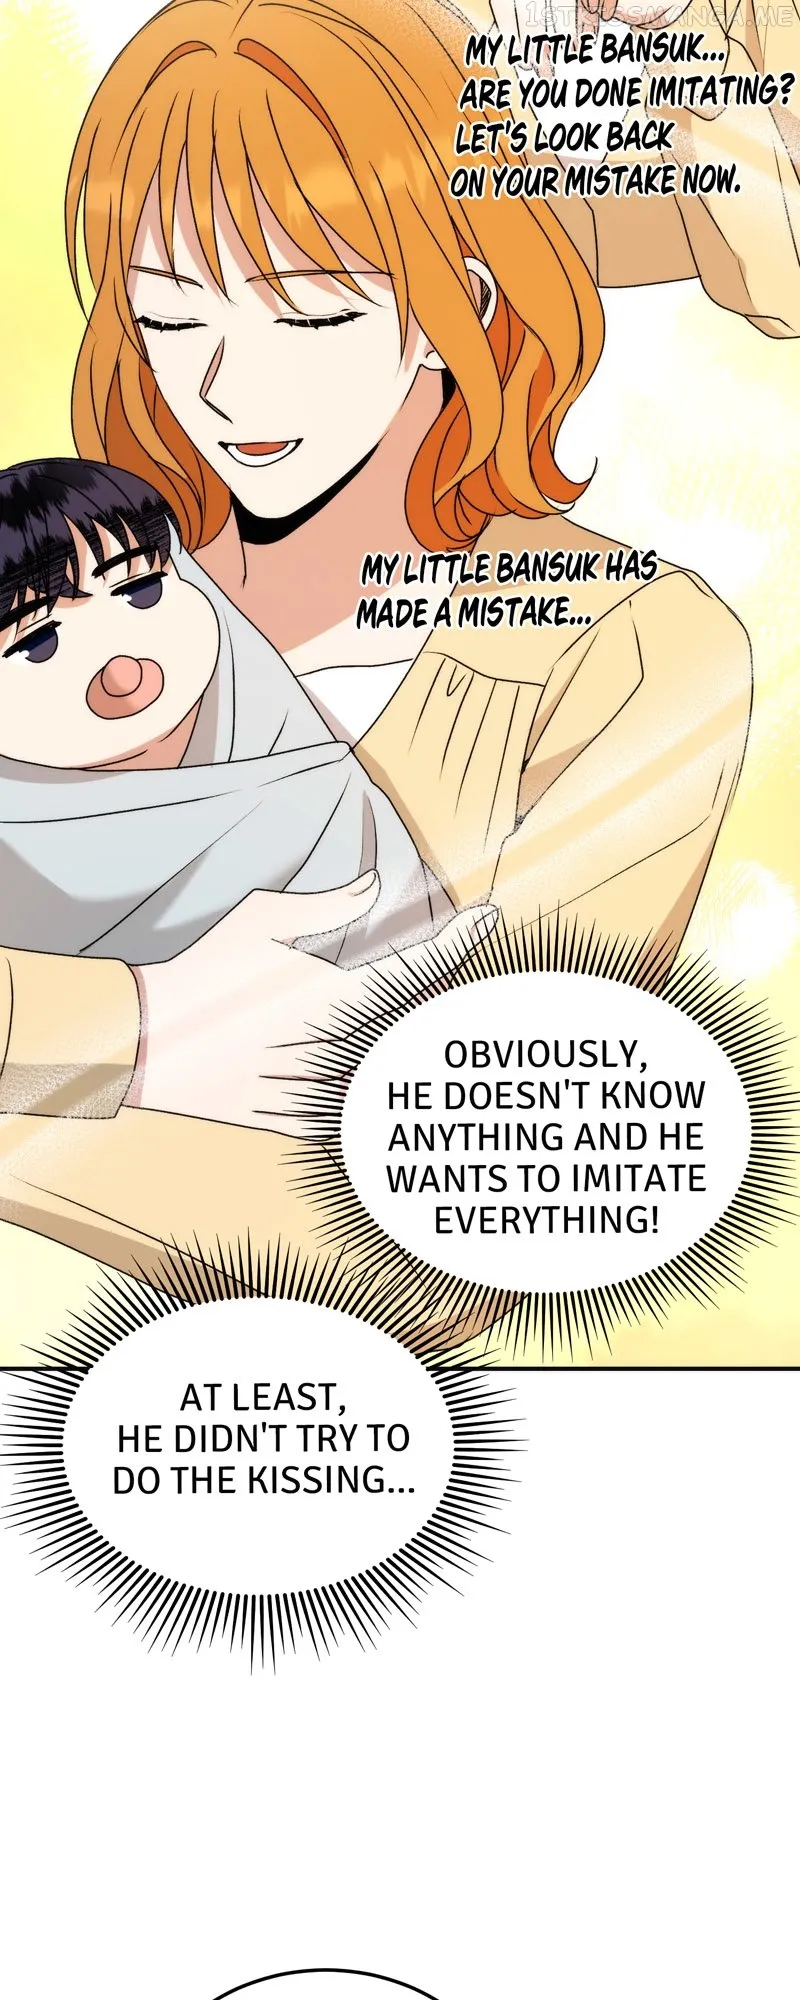 1STKISSMANGA.ME
MY LITTLE BANSUK...
ARE YOU DONE IMITATING?
LET'S LOOK BACK
ON YOUR MISTAKE NOW.
MY LITTLE BANSUK HAS
MADE A MISTAKE...
OBVIOUSLY,
HE DOESN'T KNOW
ANYTHING AND HE
WANTS TO IMITATE
EVERYTHING!
AT LEAST,
HE DIDN'T TRY TO
DO THE KISSING...